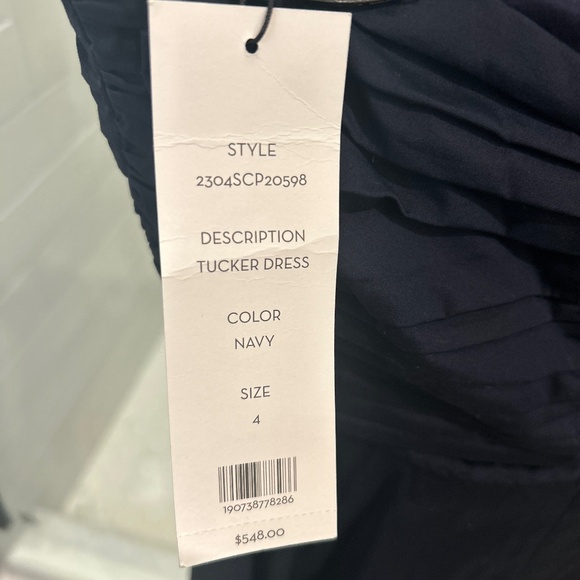 STYLE
2304SCP20598
DESCRIPTION
TUCKER DRESS
COLOR
NAVY
SIZE
4
190738778286
$548.00